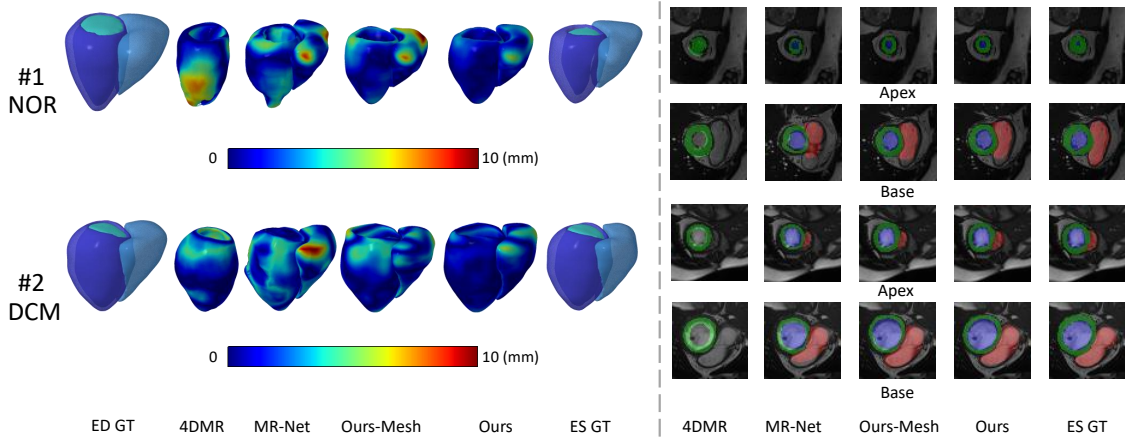 #1
NOR
0
10 (mm)
#2
DCM
0
10 (mm)
ED GT
4DMR
MR-Net
Ours-Mesh
Ours
ES GT
Apex
Base
Apex
Base
4DMR
MR-Net
Ours-Mesh
Ours
ES GT